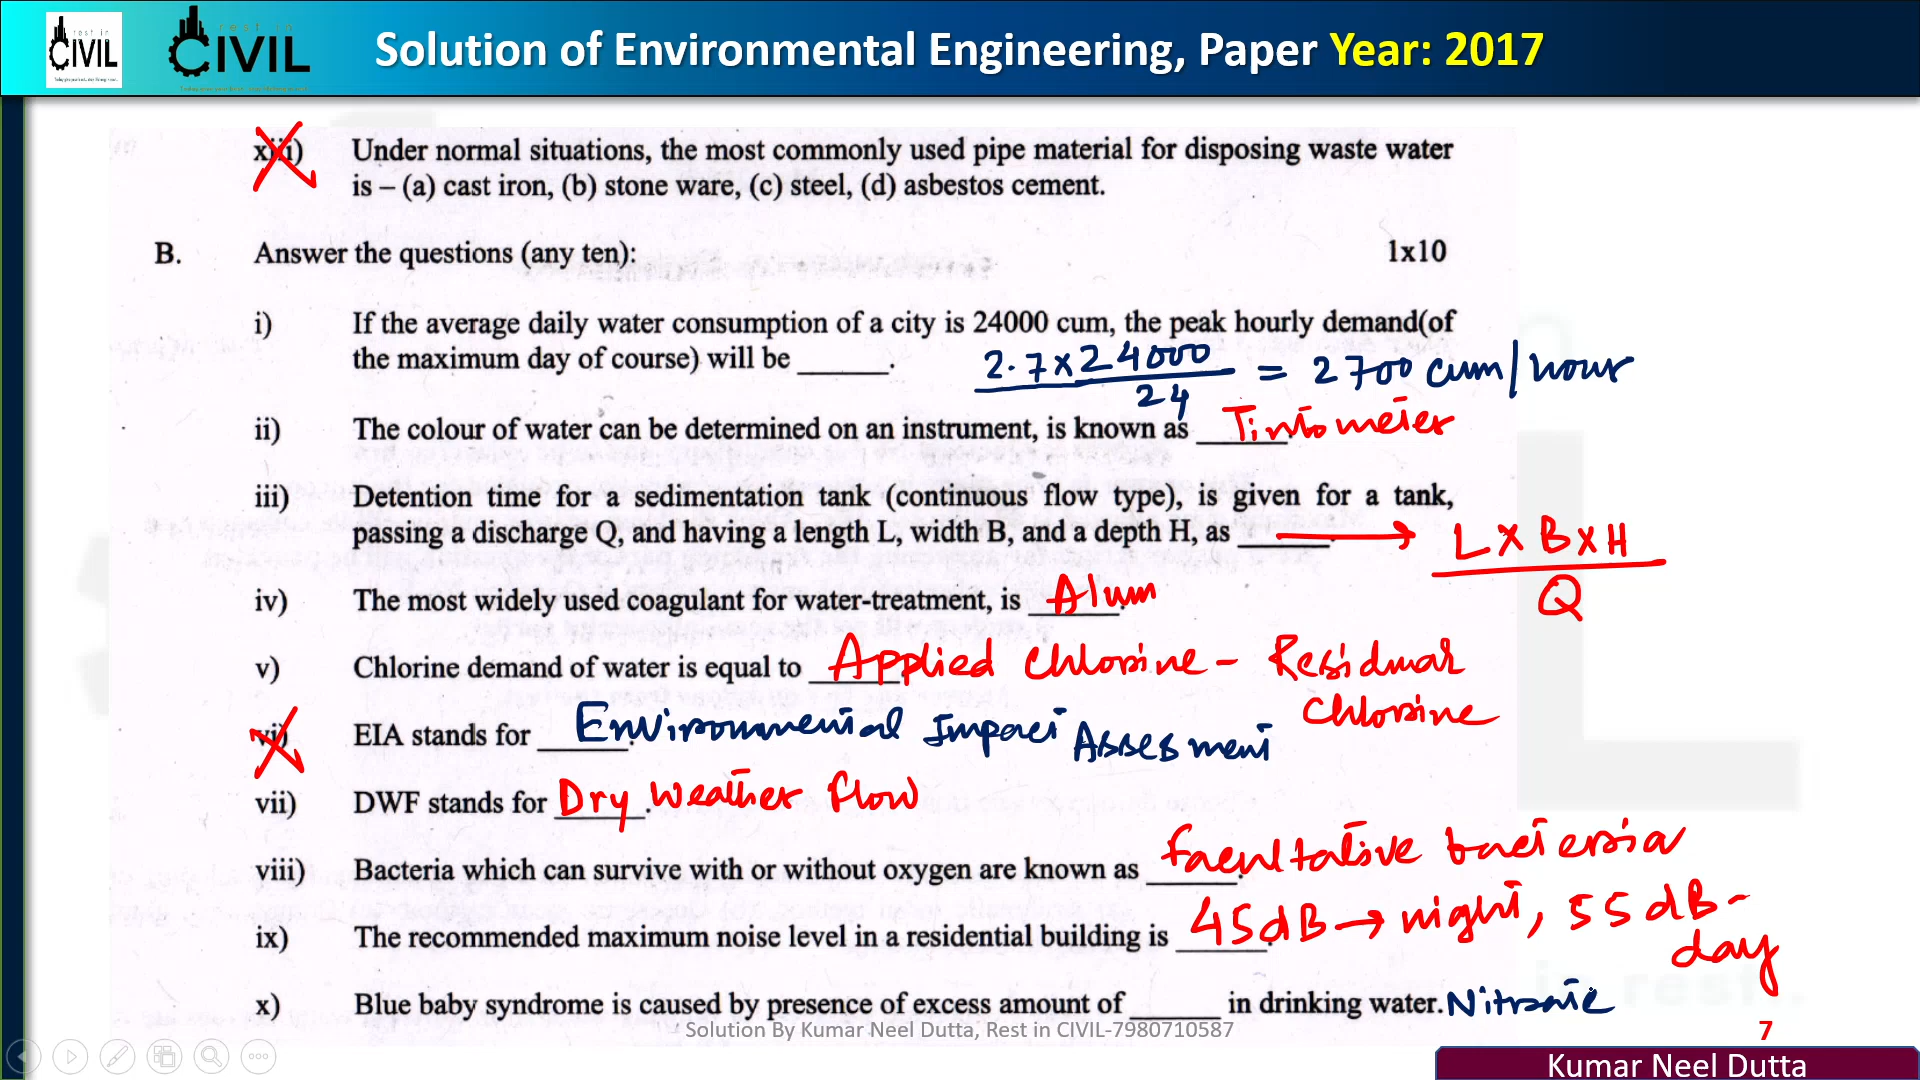 rest in
CIVIL
rest in
CIVIL
Solution of Environmental Engineering, Paper Year: 2017
xiii) Under normal situations, the most commonly used pipe material for disposing waste water
is – (a) cast iron, (b) stone ware, (c) steel, (d) asbestos cement.
B. Answer the questions (any ten): 1x10
i) If the average daily water consumption of a city is 24000 cum, the peak hourly demand(of
the maximum day of course) will be ______. 2.7 x 24000 / 24 = 2700 cum/hour
ii) The colour of water can be determined on an instrument, is known as ______. Tintometer
iii) Detention time for a sedimentation tank (continuous flow type), is given for a tank,
passing a discharge Q, and having a length L, width B, and a depth H, as ______. → L x B x H / Q
iv) The most widely used coagulant for water-treatment, is ______. Alum
v) Chlorine demand of water is equal to ______ Applied Chlorine - Residual
Chlorine
vi) EIA stands for ______. Environmental Impact Assesment
vii) DWF stands for ______. Dry weather flow
viii) Bacteria which can survive with or without oxygen are known as ______. facultative bacteria
ix) The recommended maximum noise level in a residential building is ______. 45dB → night, 55dB -
day
x) Blue baby syndrome is caused by presence of excess amount of ______ in drinking water. Nitrate
Solution By Kumar Neel Dutta, Rest in CIVIL-7980710587
7
Kumar Neel Dutta